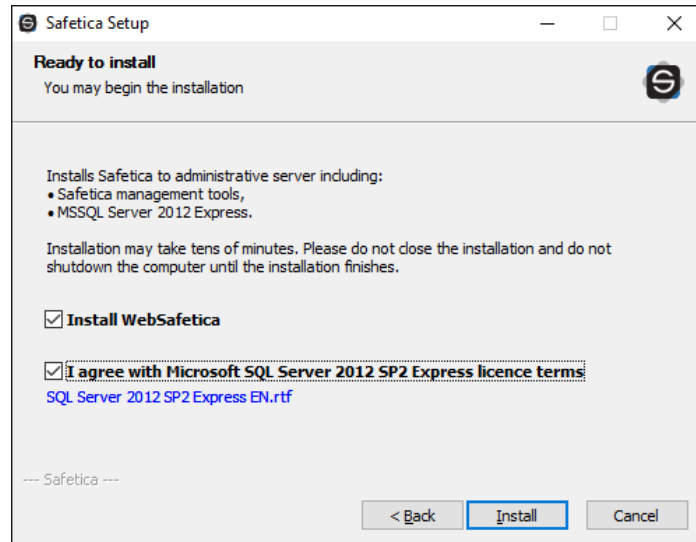 Safetica Setup
Ready to install
You may begin the installation
Installs Safetica to administrative server including:
• Safetica management tools,
• MSSQL Server 2012 Express.
Installation may take tens of minutes. Please do not close the installation and do not
shutdown the computer until the installation finishes.
Install WebSafetica
I agree with Microsoft SQL Server 2012 SP2 Express licence terms
SQL Server 2012 SP2 Express EN.rtf
--- Safetica ---
< Back Install Cancel